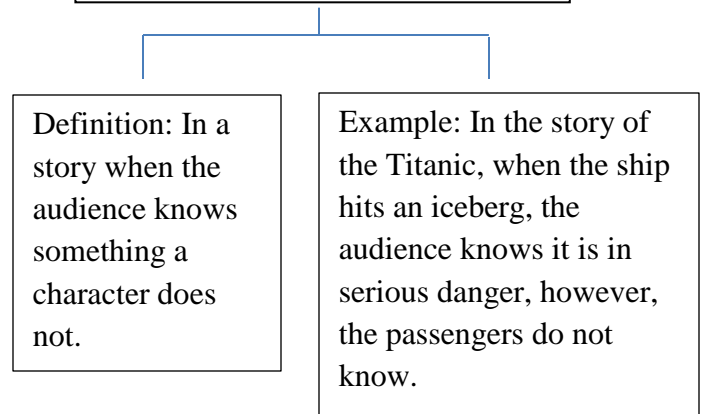 Definition: In a
story when the
audience knows
something a
character does
not.
Example: In the story of
the Titanic, when the ship
hits an iceberg, the
audience knows it is in
serious danger, however,
the passengers do not
know.